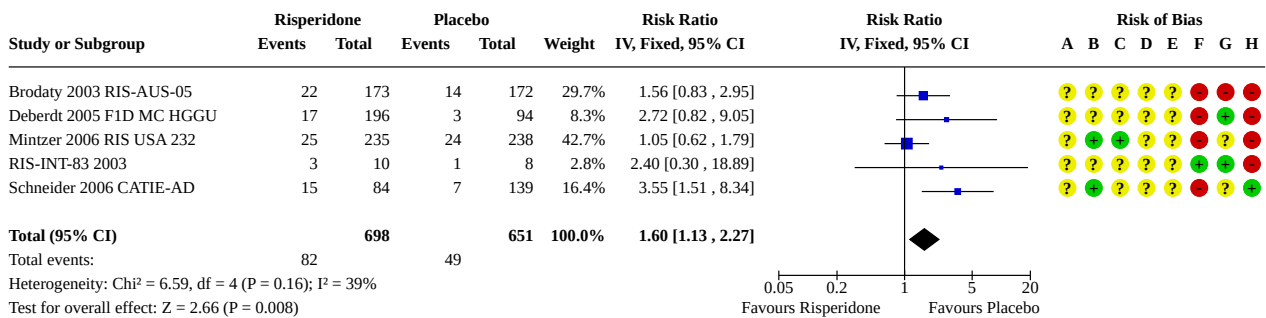 Risperidone Placebo Risk Ratio Risk Ratio Risk of Bias
Study or Subgroup Events Total Events Total Weight IV, Fixed, 95% CI IV, Fixed, 95% CI A B C D E F G H
Brodaty 2003 RIS-AUS-05 22 173 14 172 29.7% 1.56 [0.83 , 2.95] ? ? ? ? ? - - -
Deberdt 2005 F1D MC HGGU 17 196 3 94 8.3% 2.72 [0.82 , 9.05] ? ? ? ? ? - + -
Mintzer 2006 RIS USA 232 25 235 24 238 42.7% 1.05 [0.62 , 1.79] ? + + ? ? - ? -
RIS-INT-83 2003 3 10 1 8 2.8% 2.40 [0.30 , 18.89] ? ? ? ? ? + + -
Schneider 2006 CATIE-AD 15 84 7 139 16.4% 3.55 [1.51 , 8.34] ? + ? ? ? - ? +
Total (95% CI) 698 651 100.0% 1.60 [1.13 , 2.27]
Total events: 82 49
Heterogeneity: Chi² = 6.59, df = 4 (P = 0.16); I² = 39%
Test for overall effect: Z = 2.66 (P = 0.008)
0.05 0.2 1 5 20
Favours Risperidone Favours Placebo